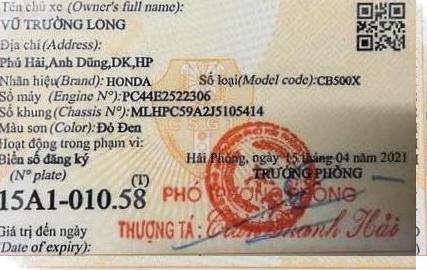 Tên chủ xe (Owner's full name):
VŨ TRƯỜNG LONG
Địa chỉ (Address):
Phú Hải,Anh Dũng,DK,HP
Nhãn hiệu(Brand): HONDA Số loại(Model code):CB500X
Số máy (Engine Nº):PC44E2522306
Số khung(Chassis Nº):MLHPC59A2J5105414
Màu sơn (Color):Đỏ Đen
Hoạt động trong phạm vi:
Biển số đăng ký Hải Phòng, ngày 15 tháng 04 năm 2021
(Nº plate) TRƯỞNG PHÒNG
15A1-010.58 (T) PHÓ TRƯỞNG PHÒNG
Giá trị đến ngày THƯỢNG TÁ: Trần Thanh Hải
(Date of expiry):